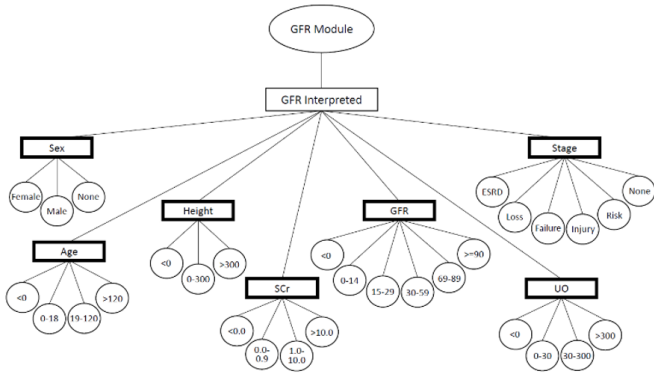 GFR Module
GFR Interpreted
Sex
Female
Male
None
Age
<0
0-18
19-120
>120
Height
<0
0-300
>300
SCr
<0.0
0.0-
0.9
1.0-
10.0
>10.0
GFR
<0
0-14
15-29
30-59
69-89
>=90
Stage
ESRD
Loss
Failure
Injury
Risk
None
UO
<0
0-30
30-300
>300